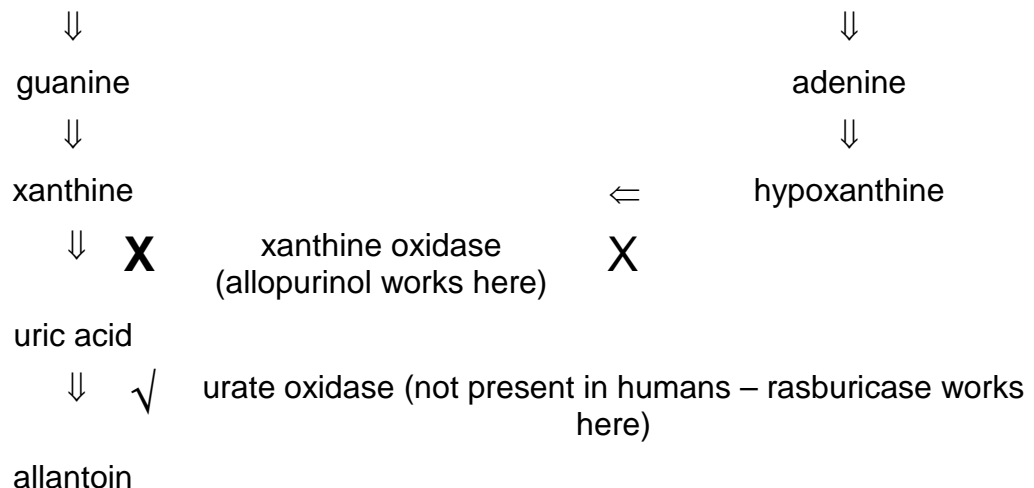 ⇓ ⇓
guanine adenine
⇓ ⇓
xanthine ⇐ hypoxanthine
⇓ X xanthine oxidase X
(allopurinol works here)
uric acid
⇓ √ urate oxidase (not present in humans – rasburicase works
here)
allantoin